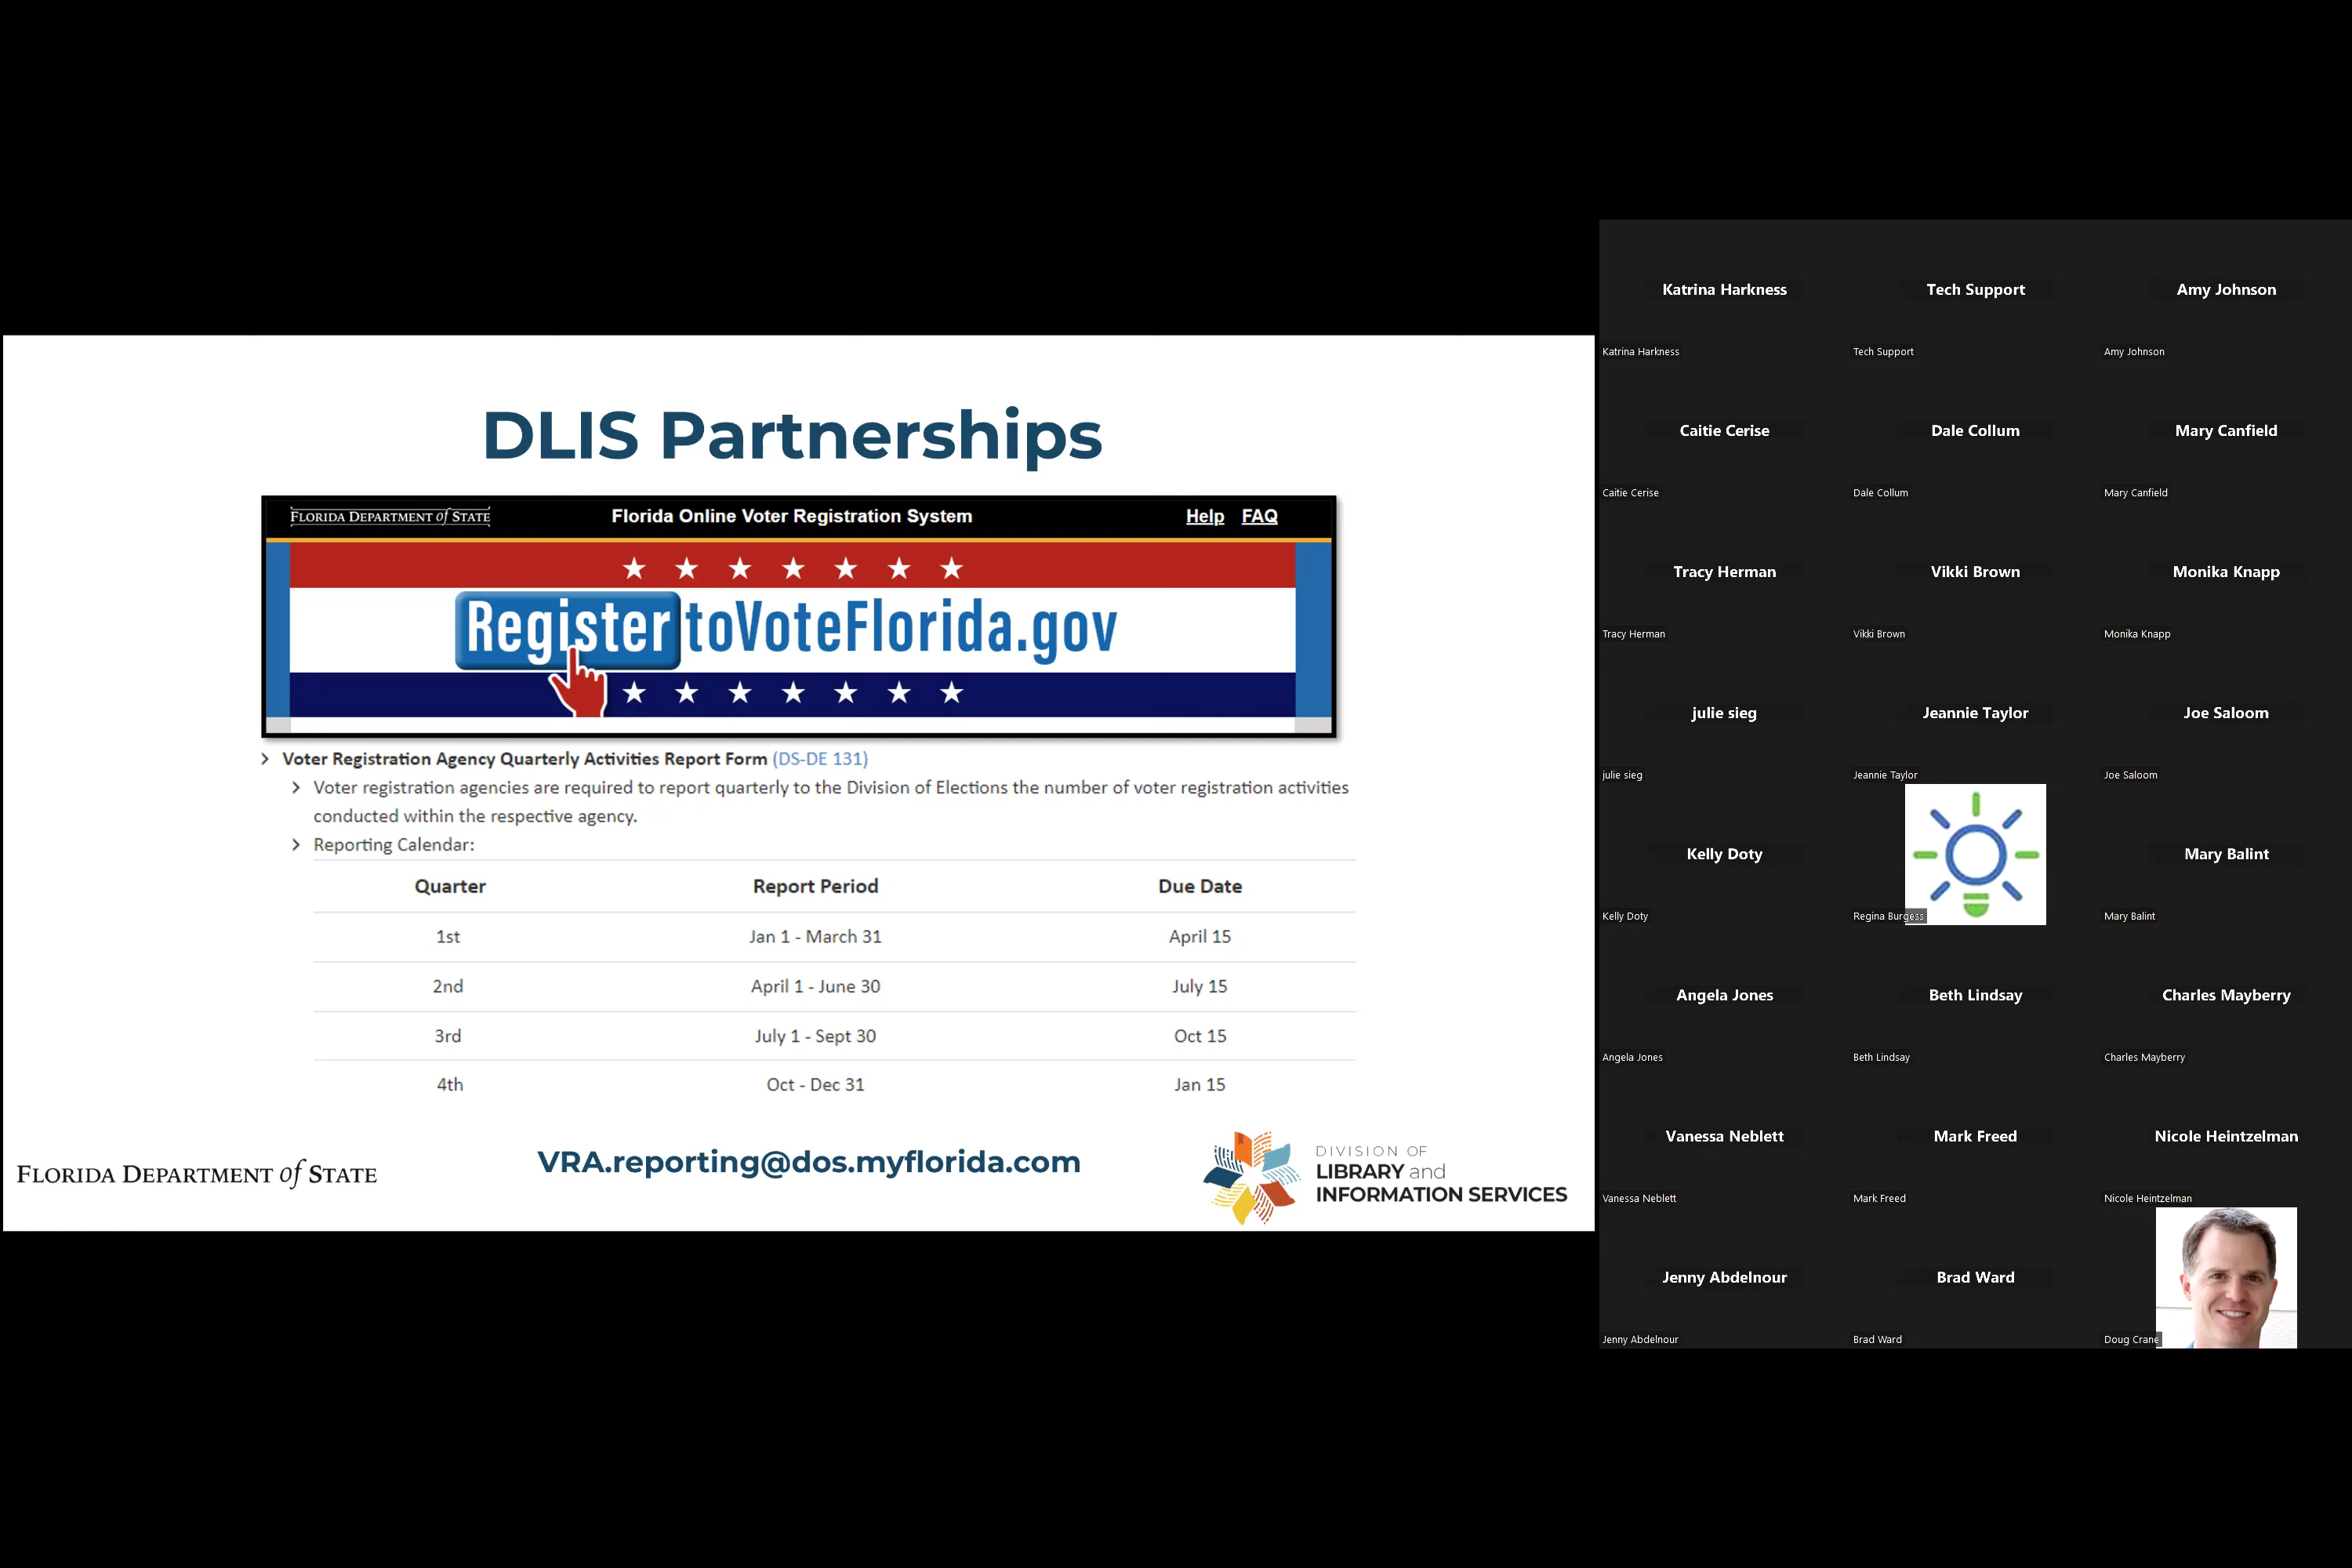 DLIS Partnerships
FLORIDA DEPARTMENT of STATE
Florida Online Voter Registration System
Help FAQ
RegistertoVoteFlorida.gov
Voter Registration Agency Quarterly Activities Report Form (DS-DE 131)
Voter registration agencies are required to report quarterly to the Division of Elections the number of voter registration activities
conducted within the respective agency.
Reporting Calendar:
Quarter Report Period Due Date
1st Jan 1 - March 31 April 15
2nd April 1 - June 30 July 15
3rd July 1 - Sept 30 Oct 15
4th Oct - Dec 31 Jan 15
FLORIDA DEPARTMENT of STATE
VRA.reporting@dos.myflorida.com
DIVISION OF
LIBRARY and
INFORMATION SERVICES
Katrina Harkness Tech Support Amy Johnson
Katrina Harkness Tech Support Amy Johnson
Caitie Cerise Dale Collum Mary Canfield
Caitie Cerise Dale Collum Mary Canfield
Tracy Herman Vikki Brown Monika Knapp
Tracy Herman Vikki Brown Monika Knapp
julie sieg Jeannie Taylor Joe Saloom
julie sieg Jeannie Taylor Joe Saloom
Kelly Doty Mary Balint
Kelly Doty Regina Burgess Mary Balint
Angela Jones Beth Lindsay Charles Mayberry
Angela Jones Beth Lindsay Charles Mayberry
Vanessa Neblett Mark Freed Nicole Heintzelman
Vanessa Neblett Mark Freed Nicole Heintzelman
Jenny Abdelnour Brad Ward
Jenny Abdelnour Brad Ward Doug Crane